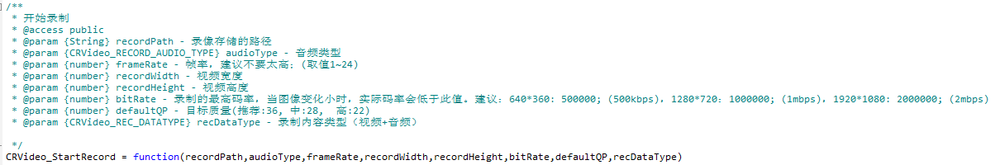 /**
 * 开始录制
 * @access public
 * @param {String} recordPath - 录像存储的路径
 * @param {CRVideo_RECORD_AUDIO_TYPE} audioType - 音频类型
 * @param {number} frameRate - 帧率，建议不要太高；(取值1~24)
 * @param {number} recordWidth - 视频宽度
 * @param {number} recordHeight - 视频高度
 * @param {number} bitRate - 录制的最高码率，当图像变化小时，实际码率会低于此值。建议：640*360: 500000; (500kbps)，1280*720：1000000; (1mbps)，1920*1080: 2000000; (2mbps)
 * @param {number} defaultQP - 目标质量(推荐:36, 中:28,  高:22)
 * @param {CRVideo_REC_DATATYPE} recDataType - 录制内容类型（视频+音频）
 */
CRVideo_StartRecord = function(recordPath,audioType,frameRate,recordWidth,recordHeight,bitRate,defaultQP,recDataType)